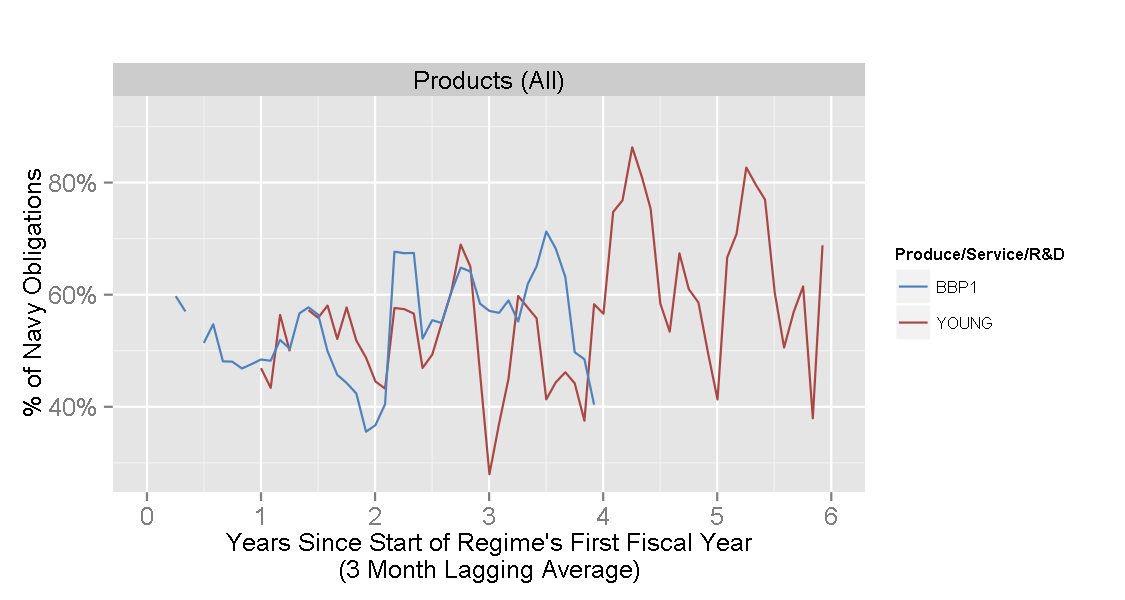 Products (All)
% of Navy Obligations
80%
60%
40%
0 1 2 3 4 5 6
Years Since Start of Regime's First Fiscal Year
(3 Month Lagging Average)
Produce/Service/R&D
BBP1
YOUNG